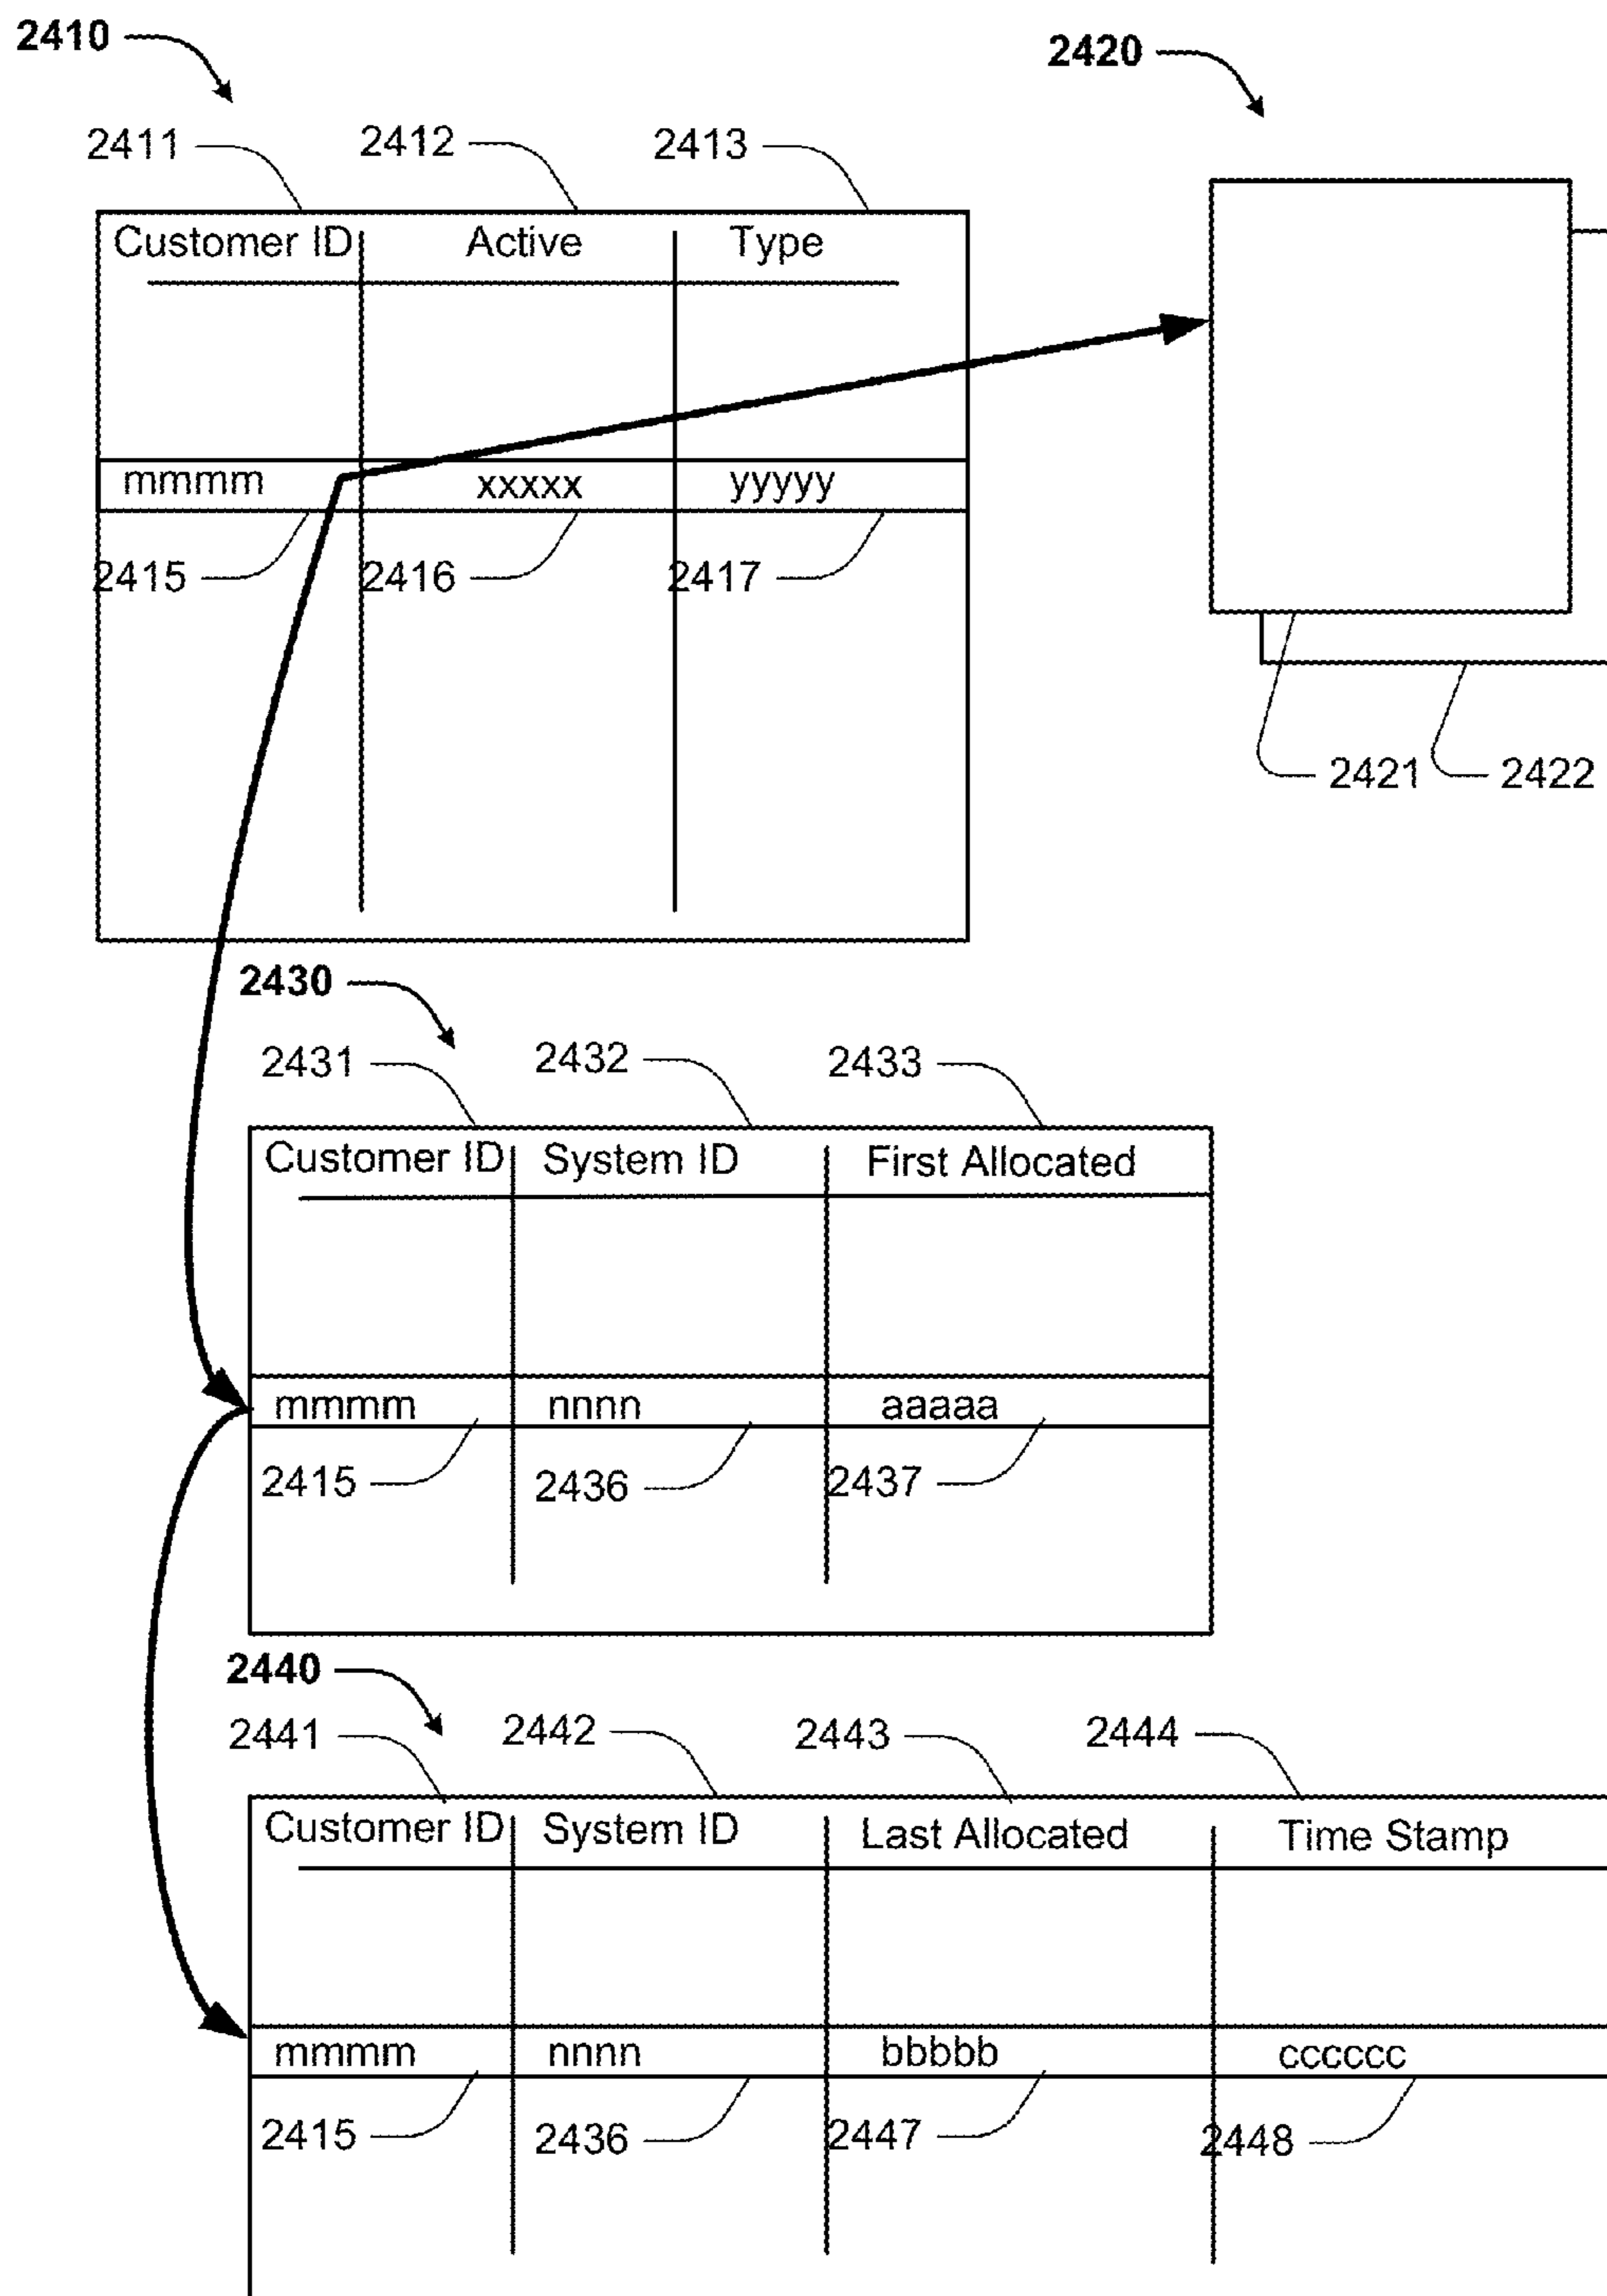 2410
2420
2411 2412 2413
Customer ID Active Type
mmmm xxxxx yyyyy
2415 2416 2417
2421 2422
2430
2431 2432 2433
Customer ID System ID First Allocated
mmmm nnnn aaaaa
2415 2436 2437
2440
2441 2442 2443 2444
Customer ID System ID Last Allocated Time Stamp
mmmm nnnn bbbbb cccccc
2415 2436 2447 2448